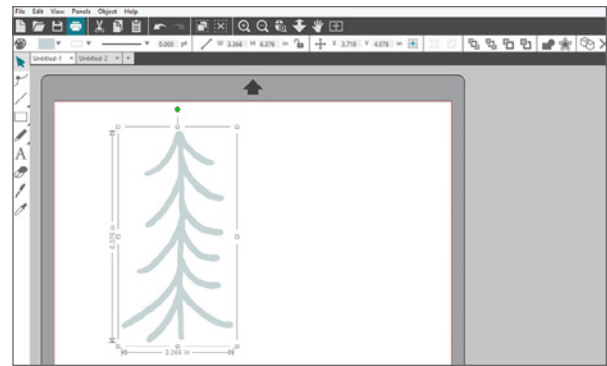 File Edit View Panels Object Help
0.000 pt W 3.366 H 6.376 in X 3.719 Y 4.078 in
Untitled-1 × Untitled-2 × +
A
6.376 in
3.366 in